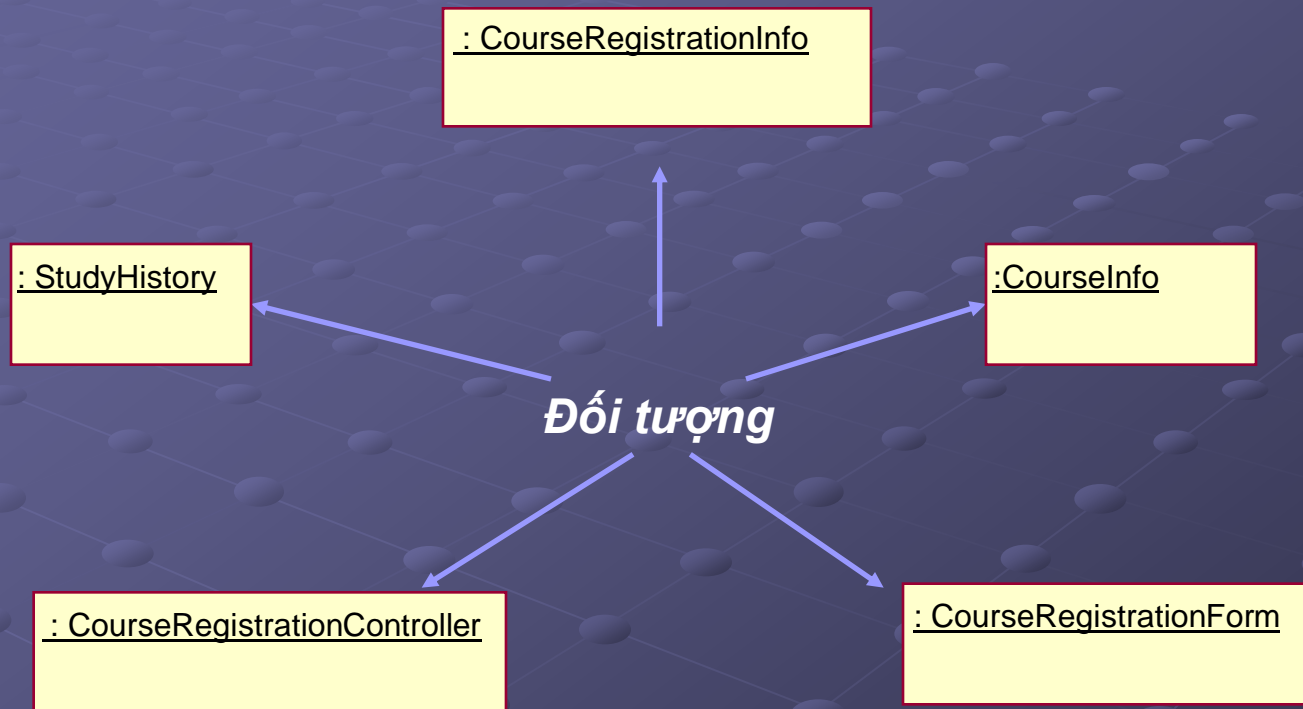 : CourseRegistrationInfo
: StudyHistory
:CourseInfo
Đối tượng
: CourseRegistrationController
: CourseRegistrationForm